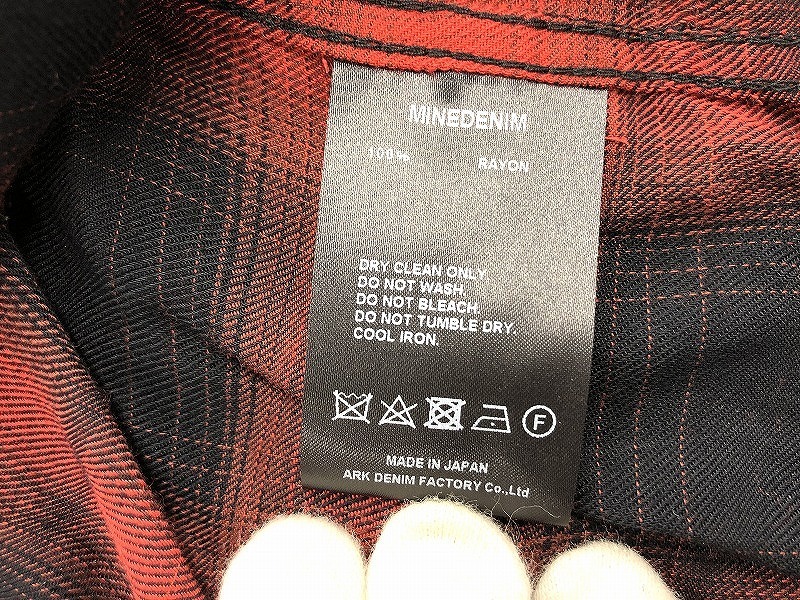 MINEDENIM
100% RAYON
DRY CLEAN ONLY
DO NOT WASH.
DO NOT BLEACH.
DO NOT TUMBLE DRY.
COOL IRON.
F
MADE IN JAPAN
ARK DENIM FACTORY Co.,Ltd